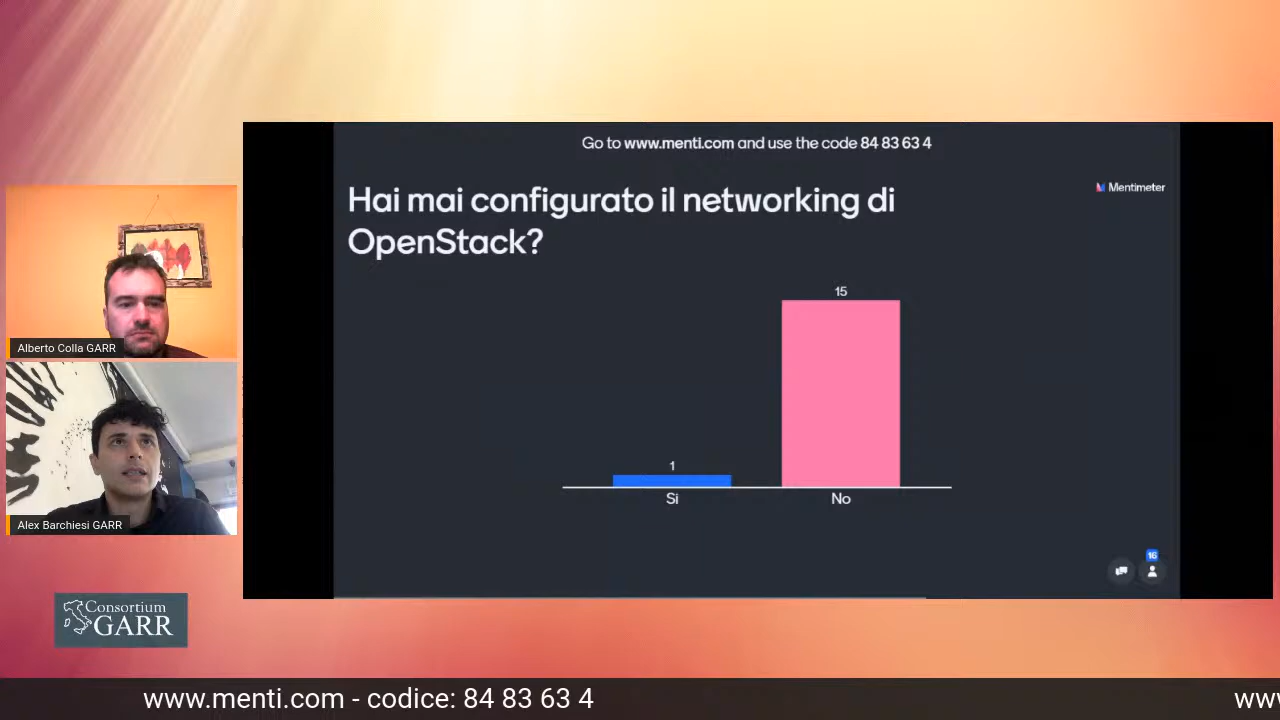 Go to www.menti.com and use the code 84 83 63 4
Mentimeter
Hai mai configurato il networking di
OpenStack?
15
1
Si
No
16
Alberto Colla GARR
Alex Barchiesi GARR
Consortium
GARR
www.menti.com - codice: 84 83 63 4
ww